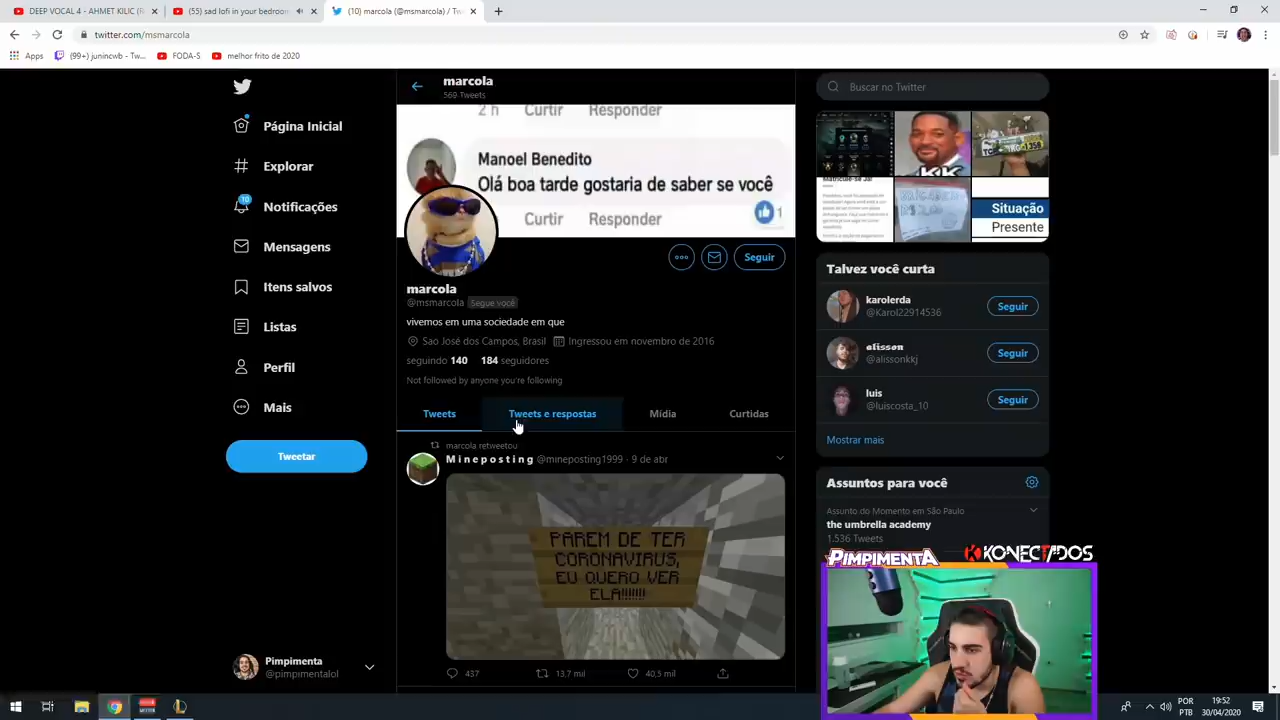 DEEP VOCAL 4 - AHMET KILIC (
(55) sad lofi in your bedroom
(10) marcola (@msmarcola) / Tw
twitter.com/msmarcola
Apps
(99+) junincwb - Tw...
FODA-S
melhor frito de 2020
Página Inicial
Explorar
10
Notificações
Mensagens
Itens salvos
Listas
Perfil
Mais
Tweetar
Pimpimenta
@pimpimentalol
marcola
569 Tweets
2 h Curtir Responder
Manoel Benedito
Olá boa tarde gostaria de saber se você
Curtir Responder
1
Seguir
marcola
@msmarcola Segue você
vivemos em uma sociedade em que
Sao José dos Campos, Brasil Ingressou em novembro de 2016
seguindo 140 184 seguidores
Not followed by anyone you're following
Tweets Tweets e respostas Mídia Curtidas
marcola retweetou
Mineposting @mineposting1999 · 9 de abr
PAREM DE TER
CORONAVIRUS,
EU QUERO VER
ELA!!!!!!
437 13,7 mil 40,5 mil
Buscar no Twitter
KK
Matricule-se Já!
Situação
Presente
Talvez você curta
karolerda
@Karol22914536
Seguir
alisson
@alissonkkj
Seguir
luis
@luiscosta_10
Seguir
Mostrar mais
Assuntos para você
Assunto do Momento em São Paulo
the umbrella academy
1.536 Tweets
PIMPIMENTA
KONECTADOS
POR
PTB
19:52
30/04/2020